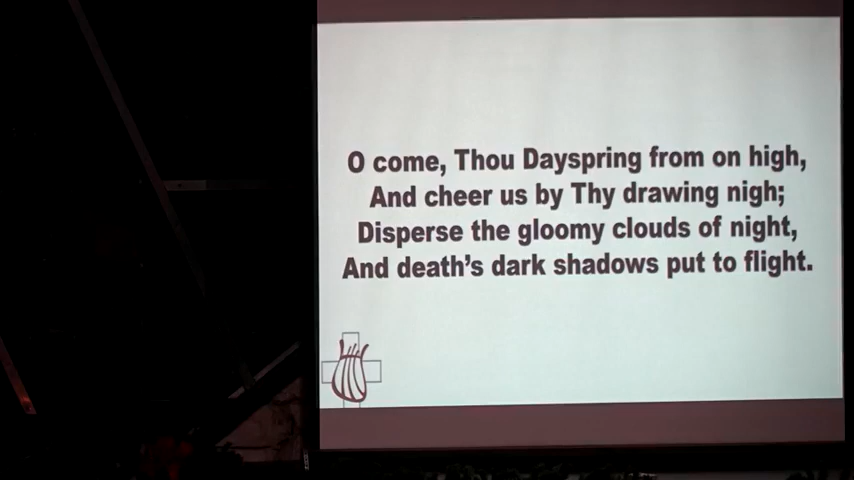 O come, Thou Dayspring from on high,
And cheer us by Thy drawing nigh;
Disperse the gloomy clouds of night,
And death's dark shadows put to flight.